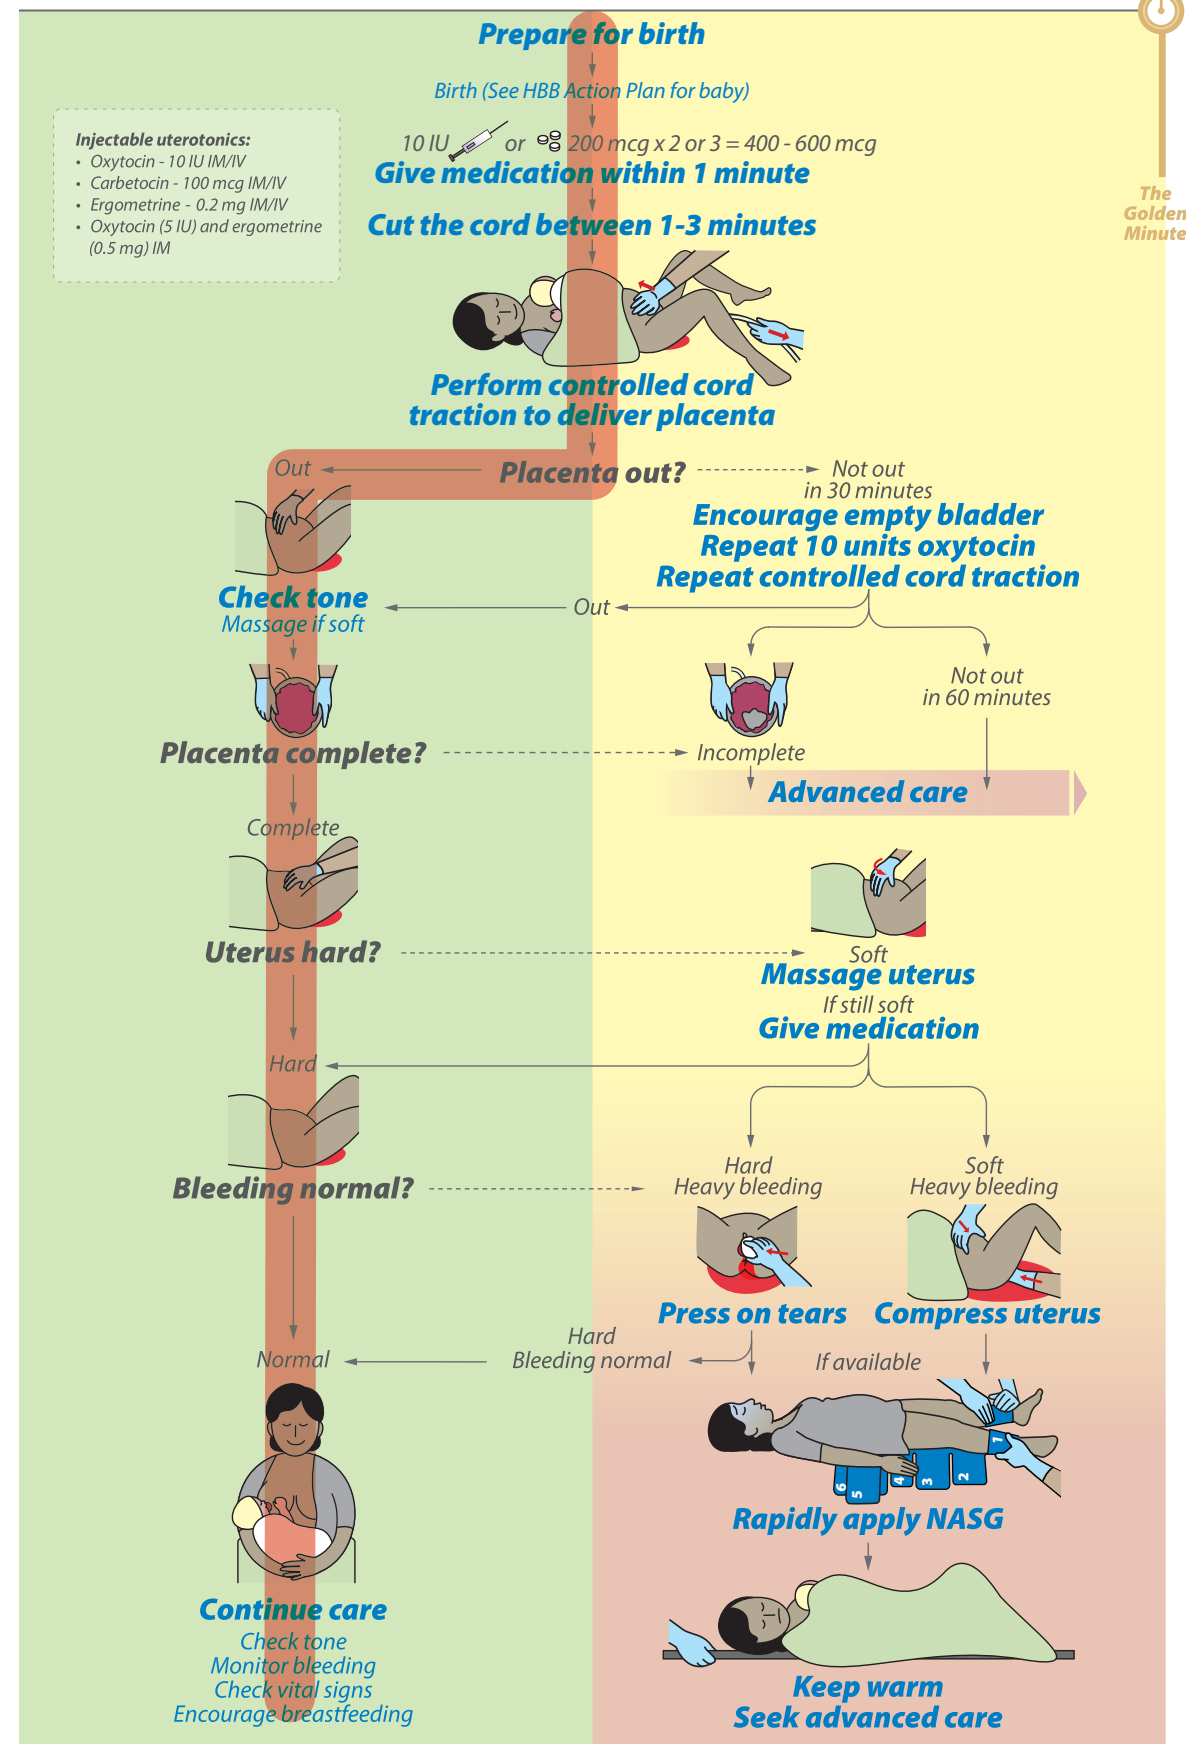 Prepare for birth
Birth (See HBB Action Plan for baby)
Injectable uterotonics:
• Oxytocin - 10 IU IM/IV
• Carbetocin - 100 mcg IM/IV
• Ergometrine - 0.2 mg IM/IV
• Oxytocin (5 IU) and ergometrine
(0.5 mg) IM
10 IU or 200 mcg x 2 or 3 = 400 - 600 mcg
Give medication within 1 minute
Cut the cord between 1-3 minutes
The
Golden
Minute
Perform controlled cord
traction to deliver placenta
Out
Placenta out?
Not out
in 30 minutes
Encourage empty bladder
Repeat 10 units oxytocin
Repeat controlled cord traction
Check tone
Massage if soft
Out
Not out
in 60 minutes
Placenta complete?
Incomplete
Advanced care
Complete
Uterus hard?
Soft
Massage uterus
If still soft
Give medication
Hard
Bleeding normal?
Hard
Heavy bleeding
Soft
Heavy bleeding
Press on tears
Compress uterus
Normal
Hard
Bleeding normal
If available
1
2
3
4
5
6
Rapidly apply NASG
Continue care
Check tone
Monitor bleeding
Check vital signs
Encourage breastfeeding
Keep warm
Seek advanced care